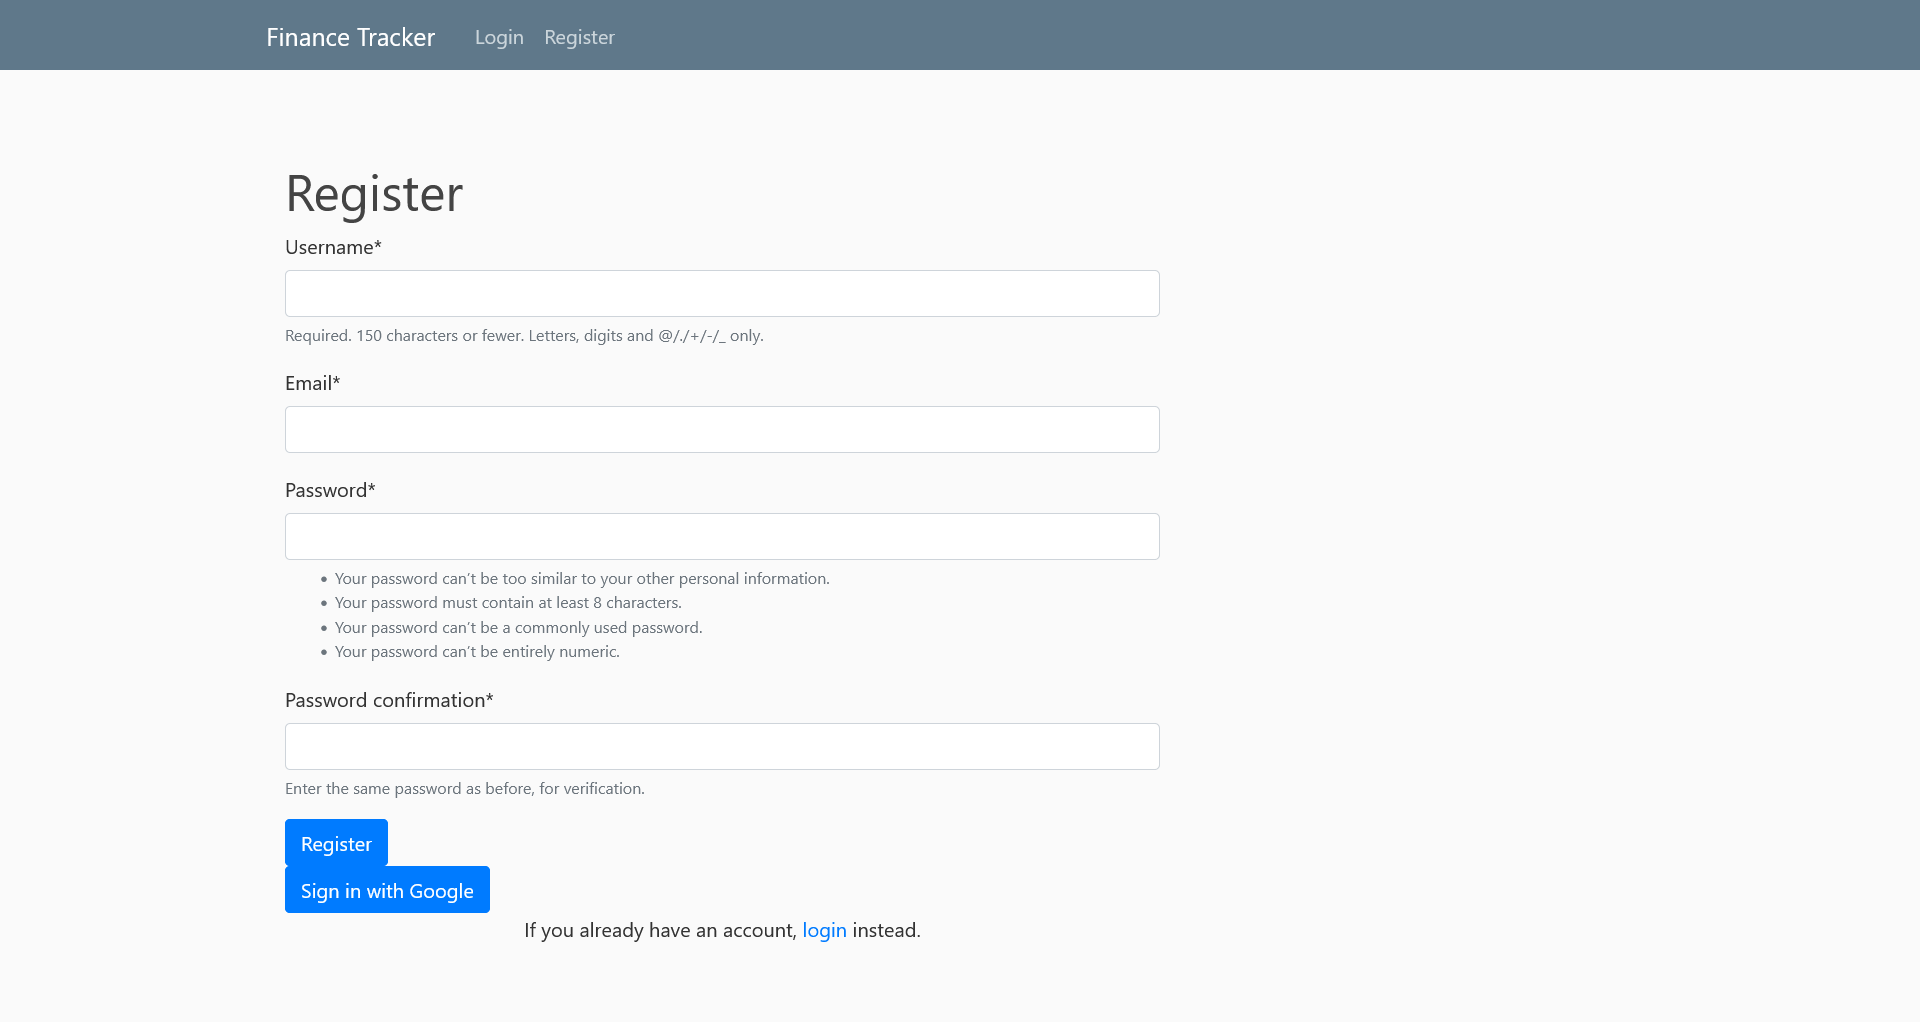 Finance Tracker Login Register
Register
Username*
Required. 150 characters or fewer. Letters, digits and @/./+/-/_ only.
Email*
Password*
• Your password can’t be too similar to your other personal information.
• Your password must contain at least 8 characters.
• Your password can’t be a commonly used password.
• Your password can’t be entirely numeric.
Password confirmation*
Enter the same password as before, for verification.
Register
Sign in with Google
If you already have an account, login instead.